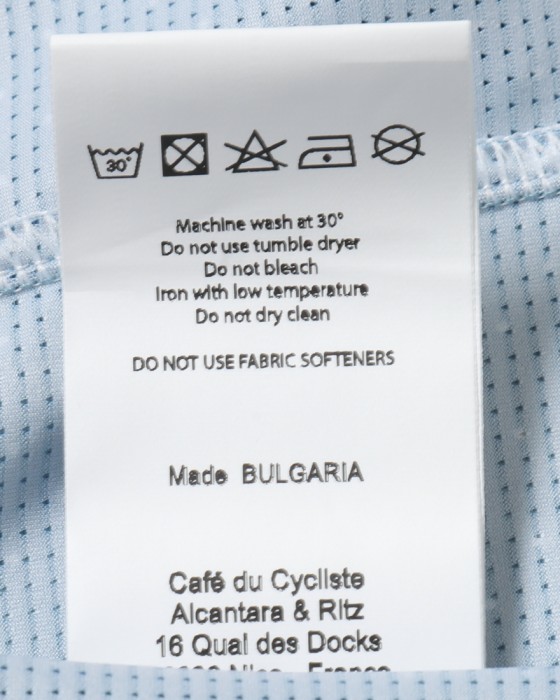 30°
Machine wash at 30°
Do not use tumble dryer
Do not bleach
Iron with low temperature
Do not dry clean
DO NOT USE FABRIC SOFTENERS
Made BULGARIA
Café du Cycliste
Alcantara & Ritz
16 Quai des Docks